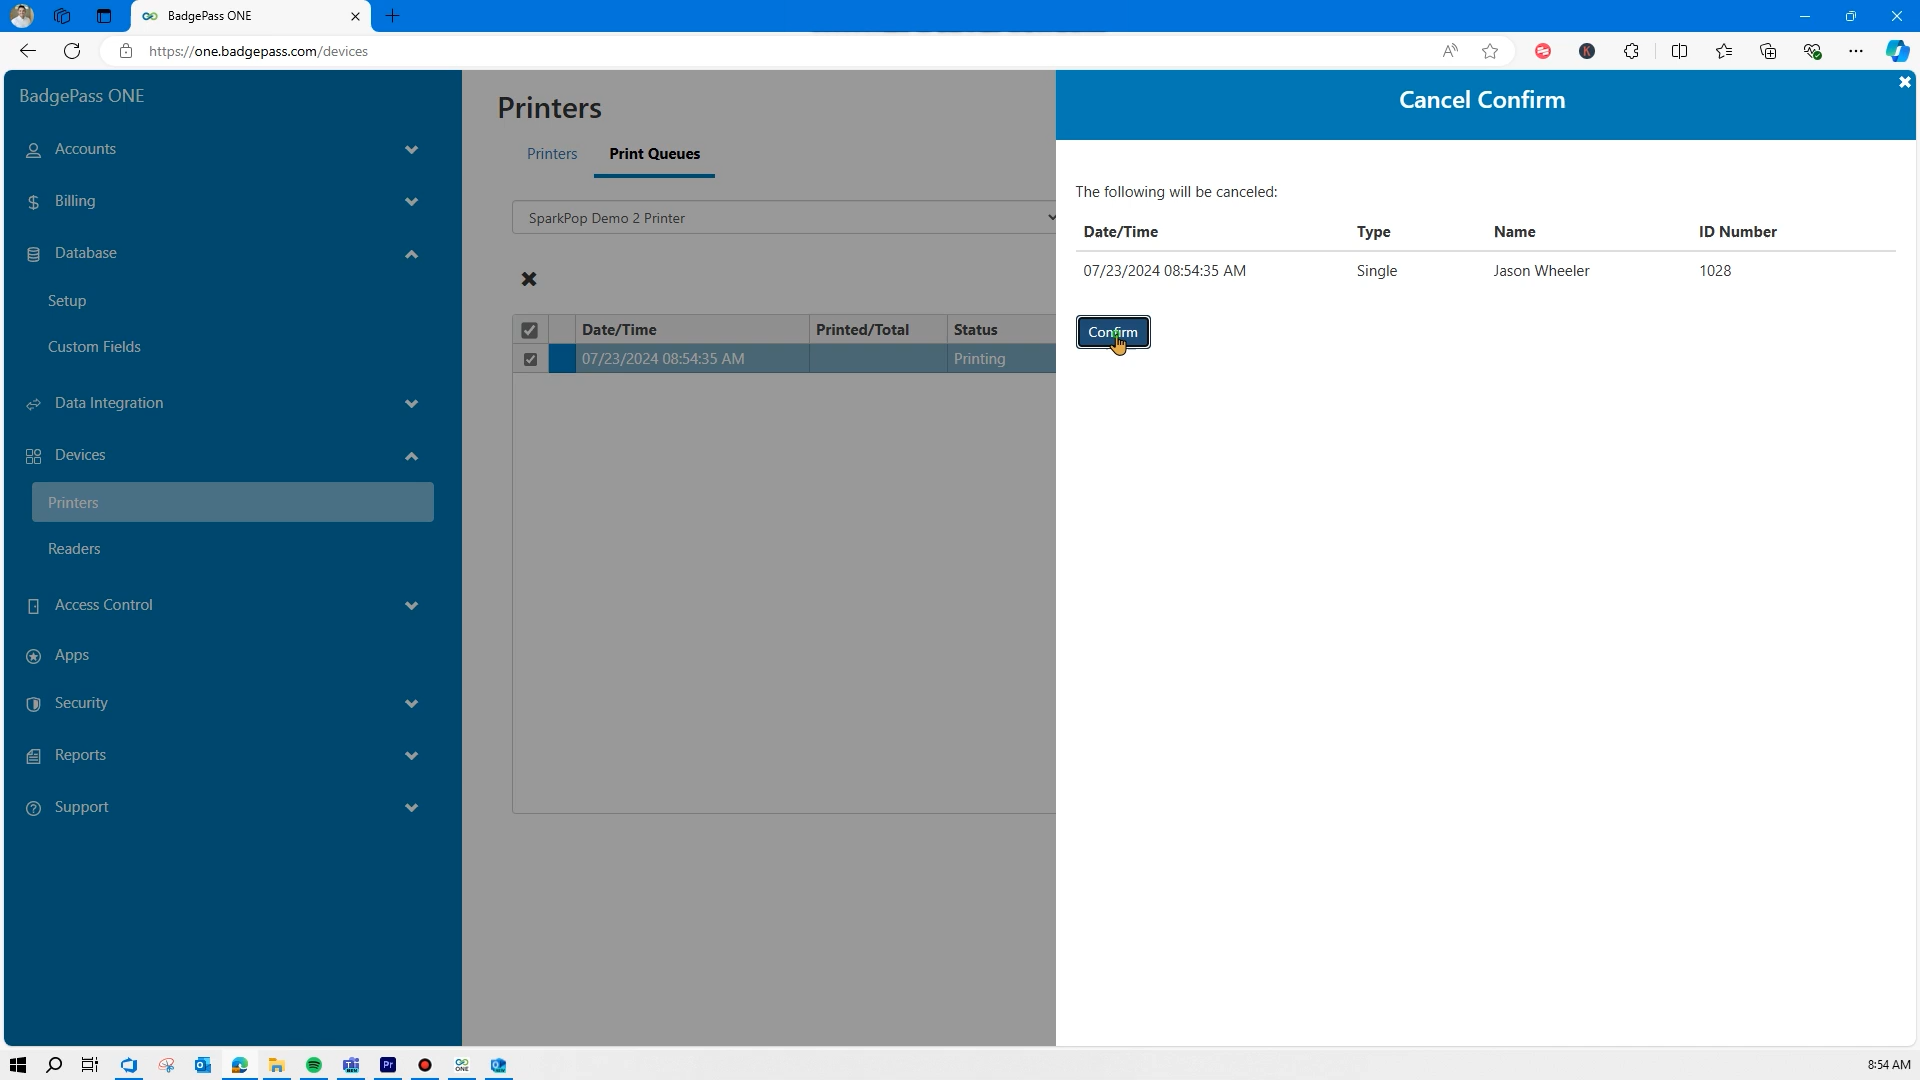 BadgePass ONE
https://one.badgepass.com/devices
BadgePass ONE
Accounts
Billing
Database
Setup
Custom Fields
Data Integration
Devices
Printers
Readers
Access Control
Apps
Security
Reports
Support
Printers
Printers
Print Queues
SparkPop Demo 2 Printer
Date/Time Printed/Total Status
07/23/2024 08:54:35 AM Printing
Cancel Confirm
The following will be canceled:
Date/Time Type Name ID Number
07/23/2024 08:54:35 AM Single Jason Wheeler 1028
Confirm
8:54 AM